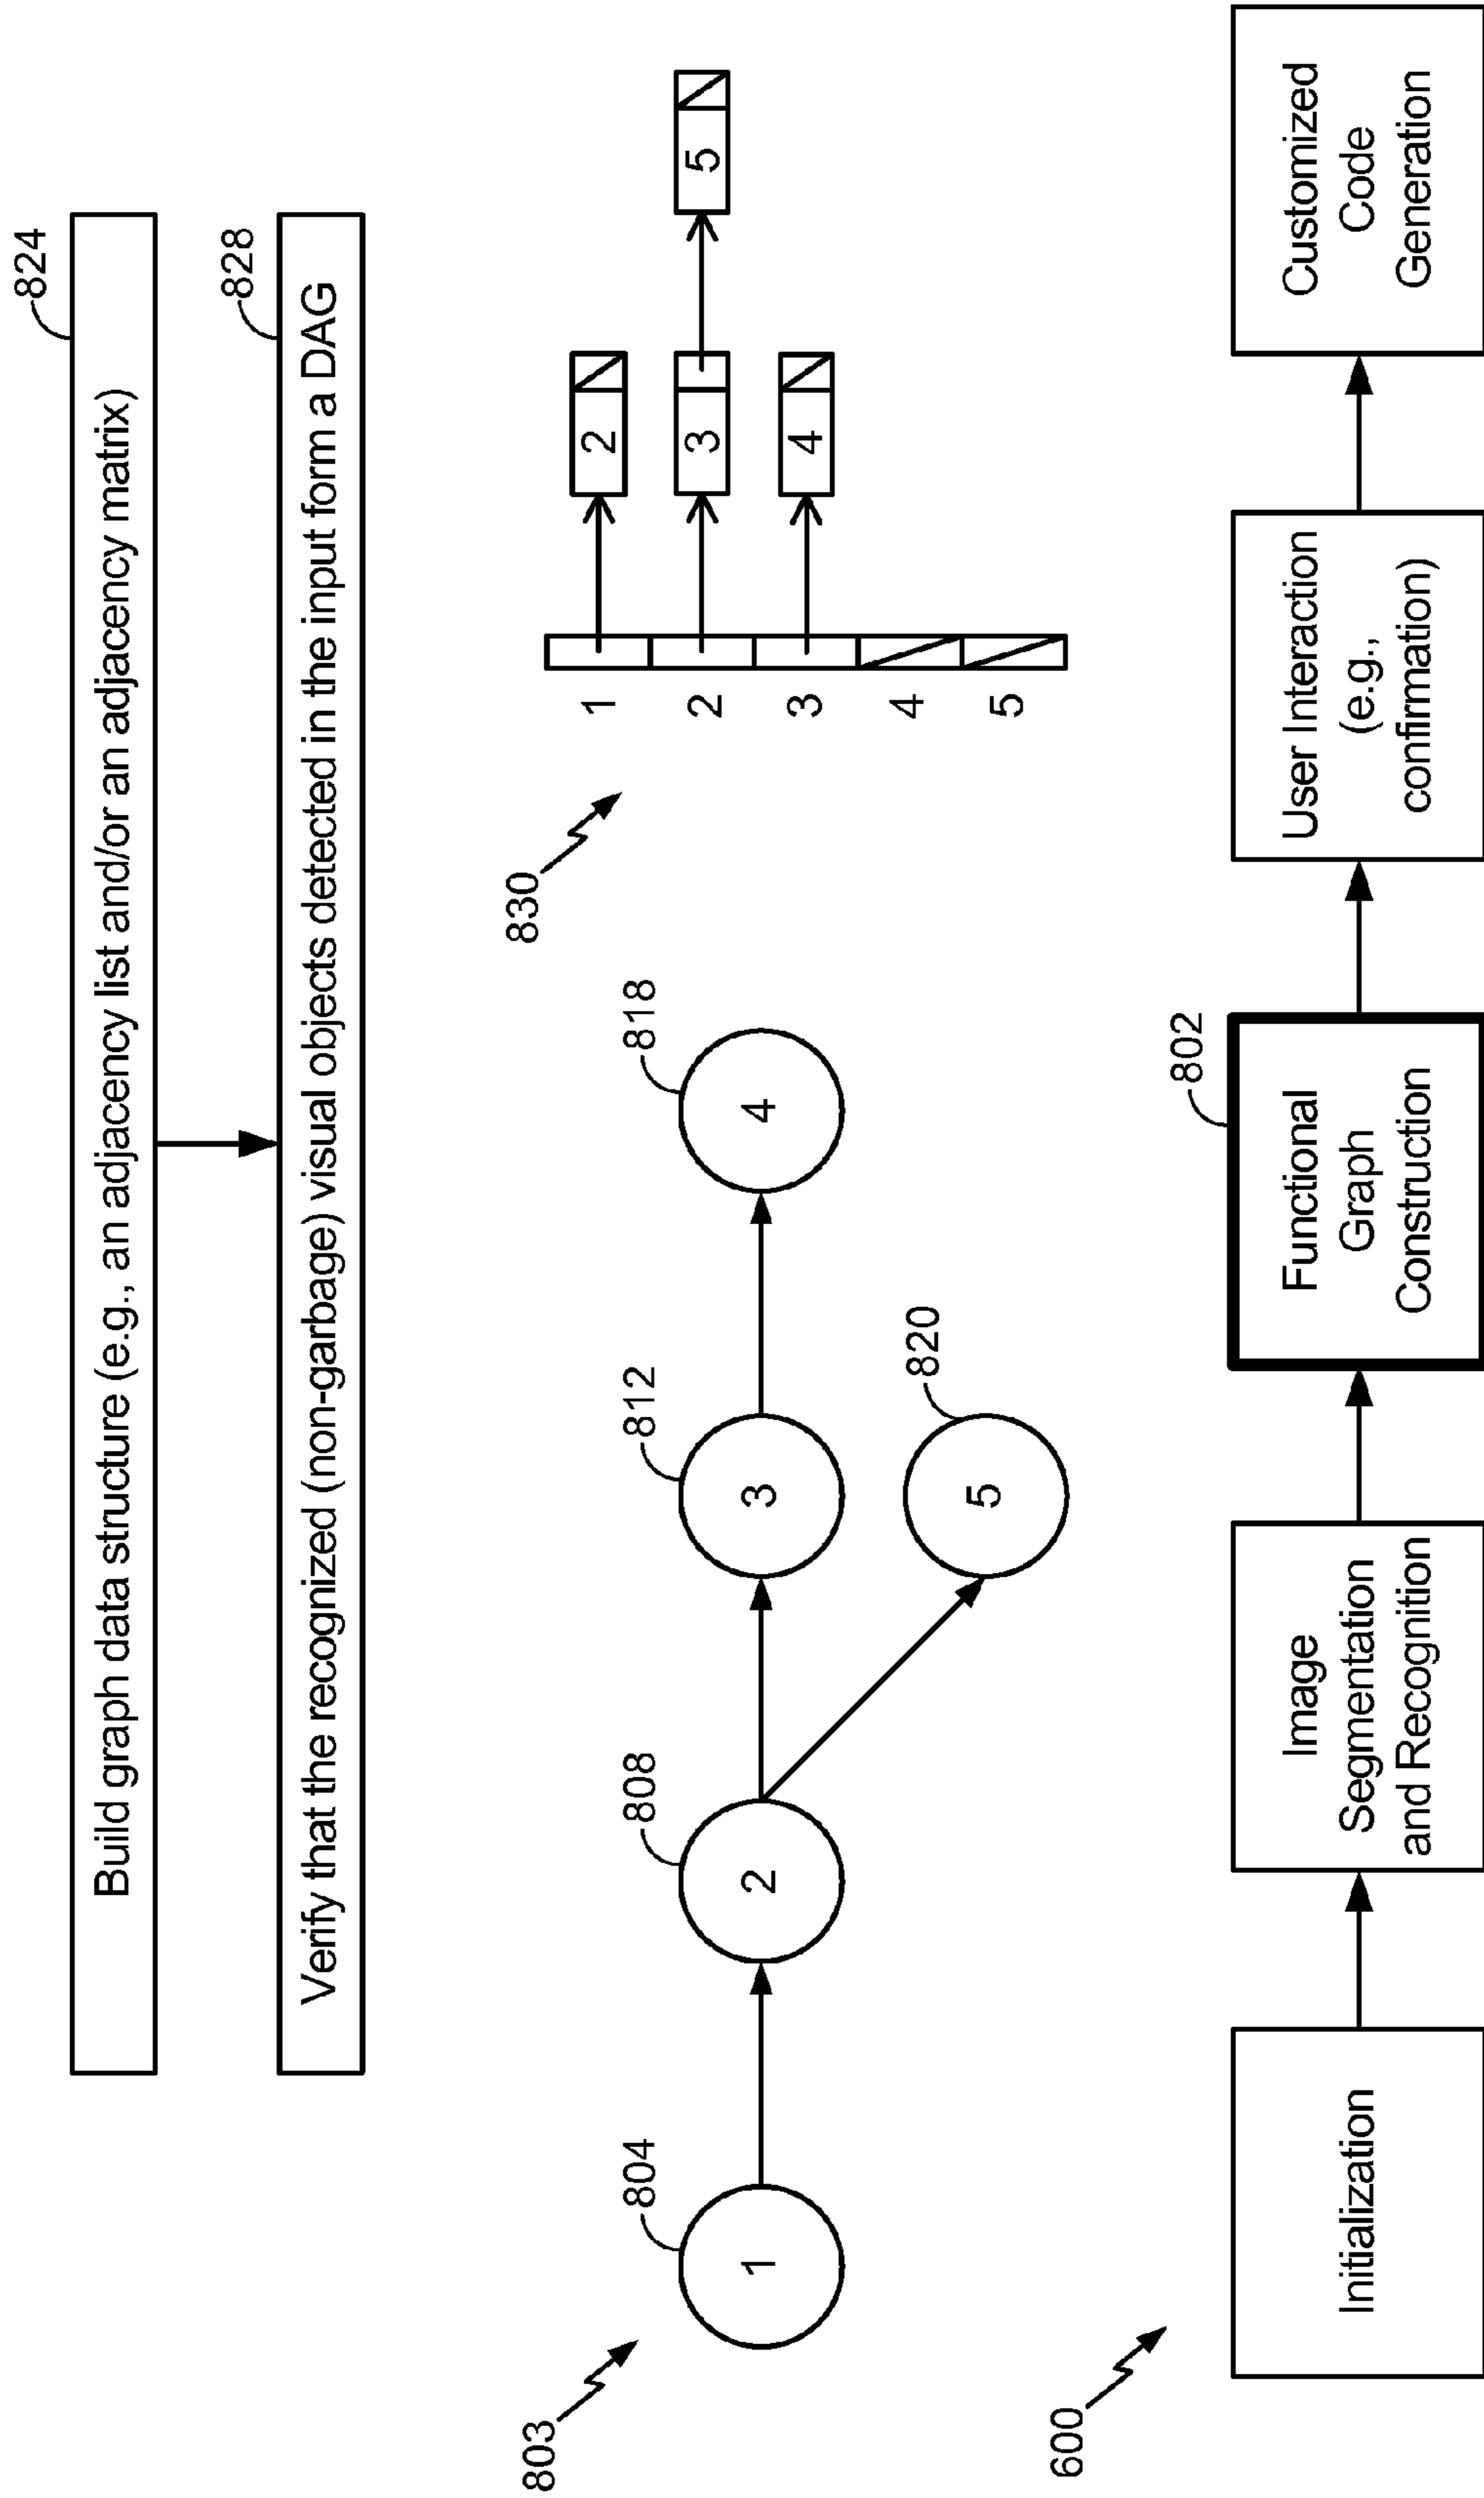 824
Build graph data structure (e.g., an adjacency list and/or an adjacency matrix)
828
Verify that the recognized (non-garbage) visual objects detected in the input form a DAG
803
804
1
808
2
812
3
818
4
820
5
830
1
2
2
3
5
3
4
4
5
600
Initialization
Image
Segmentation
and Recognition
802
Functional
Graph
Construction
User Interaction
(e.g.,
confirmation)
Customized
Code
Generation